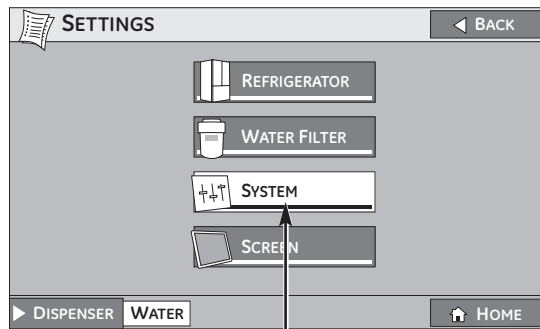 SETTINGS
BACK
REFRIGERATOR
WATER FILTER
SYSTEM
SCREEN
DISPENSER WATER
HOME